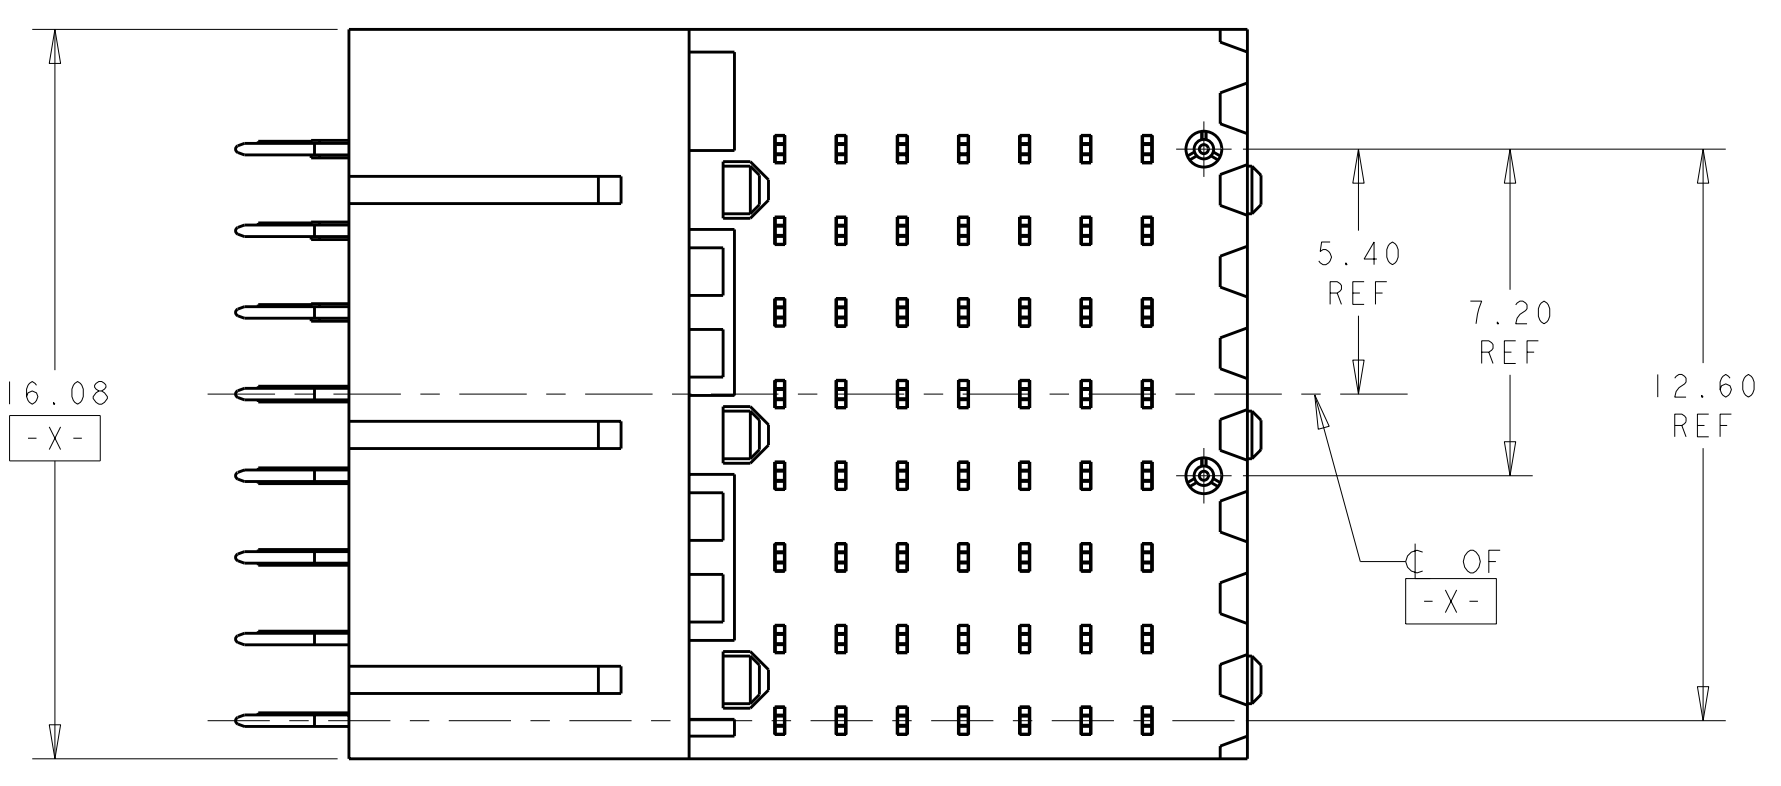 5.40
REF
7.20
REF
12.60
REF
16.08
-X-
℄ OF
-X-